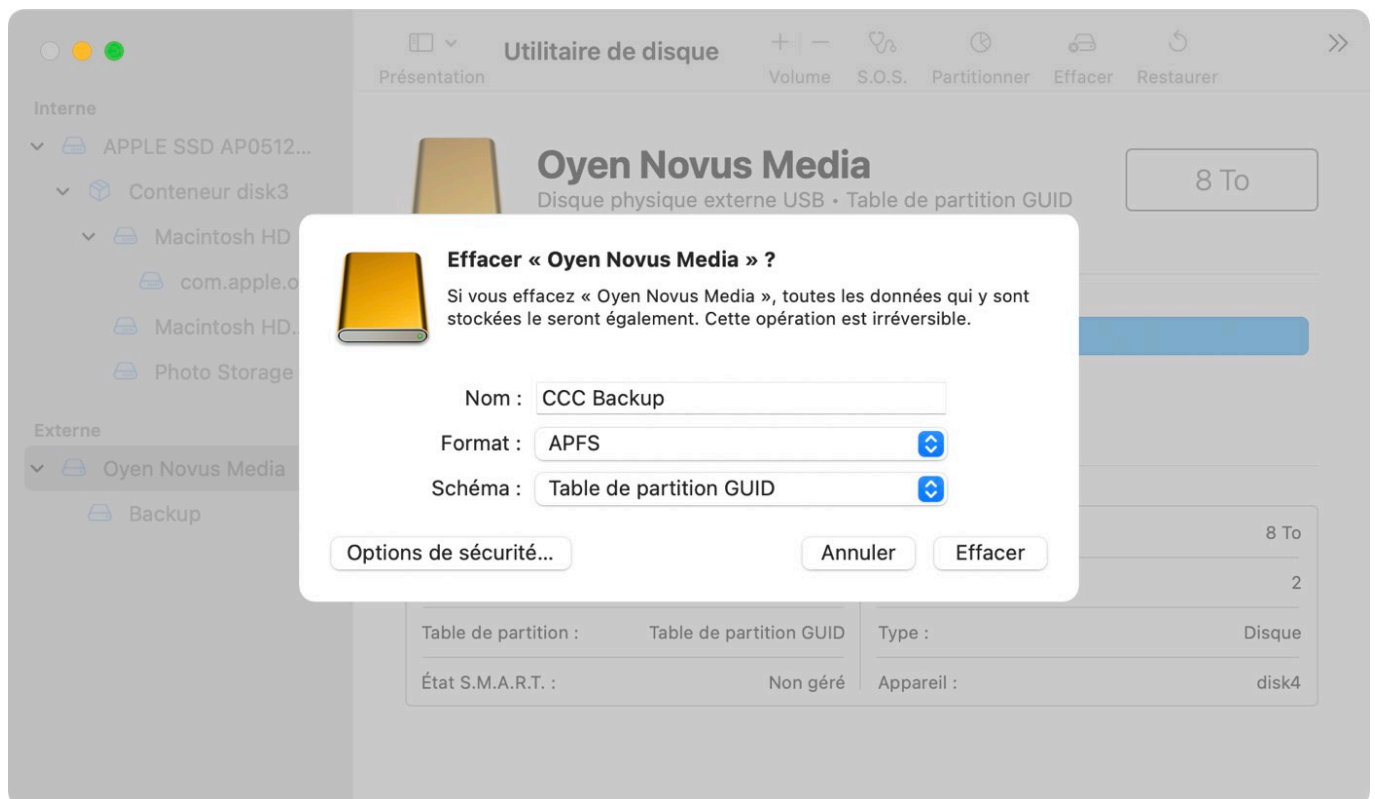 Utilitaire de disque
Présentation
Volume
S.O.S.
Partitionner
Effacer
Restaurer
Interne
APPLE SSD AP0512...
Conteneur disk3
Macintosh HD
com.apple.o
Macintosh HD.
Photo Storage
Externe
Oyen Novus Media
Backup
Oyen Novus Media
Disque physique externe USB • Table de partition GUID
8 To
Effacer « Oyen Novus Media » ?
Si vous effacez « Oyen Novus Media », toutes les données qui y sont
stockées le seront également. Cette opération est irréversible.
Nom : CCC Backup
Format : APFS
Schéma : Table de partition GUID
Options de sécurité...
Annuler
Effacer
8 To
2
Table de partition : Table de partition GUID
Type : Disque
État S.M.A.R.T. : Non géré
Appareil : disk4